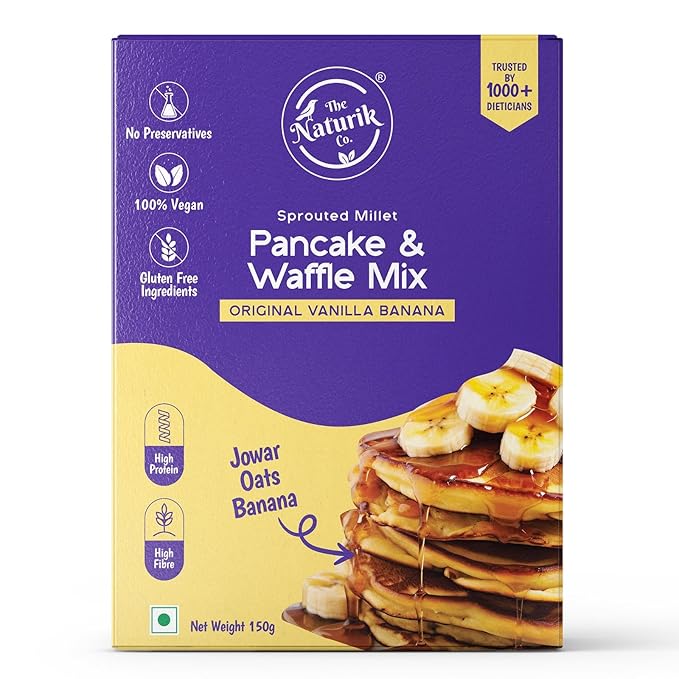 The
Naturik
Co.
®
TRUSTED
BY
1000+
DIETICIANS
No Preservatives
100% Vegan
Gluten Free
Ingredients
Sprouted Millet
Pancake &
Waffle Mix
ORIGINAL VANILLA BANANA
High
Protein
High
Fibre
Jowar
Oats
Banana
Net Weight 150g